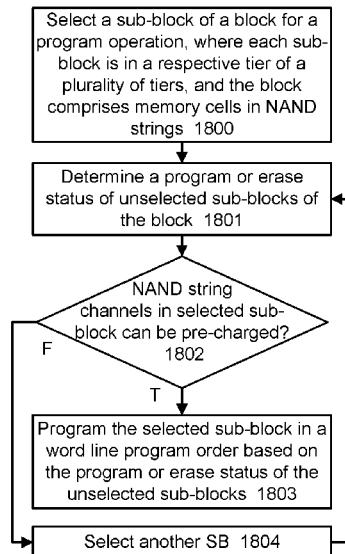 Select a sub-block of a block for a
program operation, where each sub-
block is in a respective tier of a
plurality of tiers, and the block
comprises memory cells in NAND
strings 1800
Determine a program or erase
status of unselected sub-blocks of
the block 1801
NAND string
channels in selected sub-
block can be pre-charged?
1802
F
T
Program the selected sub-block in a
word line program order based on
the program or erase status of the
unselected sub-blocks 1803
Select another SB 1804